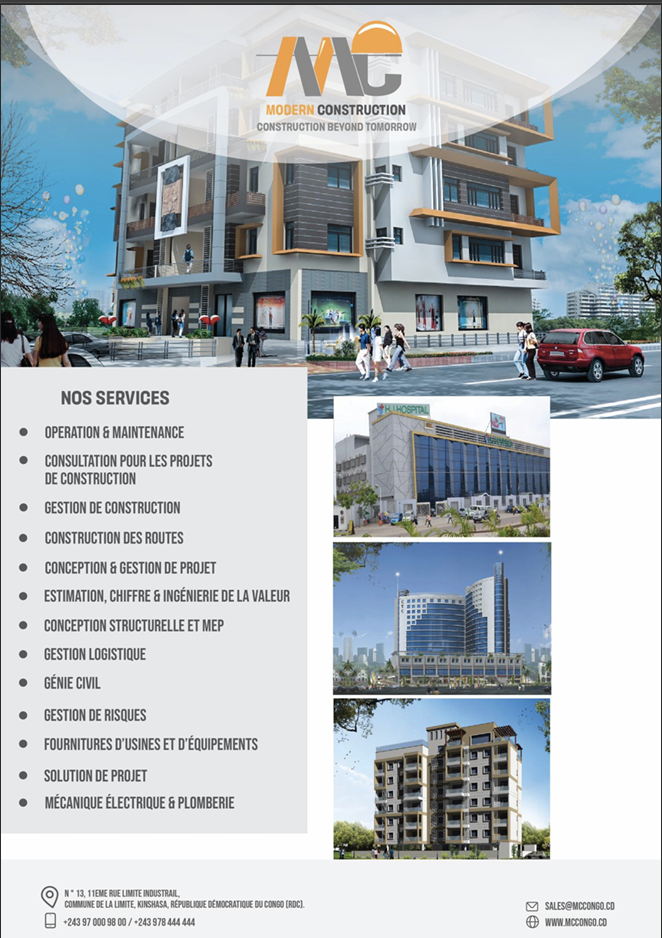 MC
MODERN CONSTRUCTION
CONSTRUCTION BEYOND TOMORROW
NOS SERVICES
OPERATION & MAINTENANCE
CONSULTATION POUR LES PROJETS
DE CONSTRUCTION
GESTION DE CONSTRUCTION
CONSTRUCTION DES ROUTES
CONCEPTION & GESTION DE PROJET
ESTIMATION, CHIFFRE & INGÉNIERIE DE LA VALEUR
CONCEPTION STRUCTURELLE ET MEP
GESTION LOGISTIQUE
GÉNIE CIVIL
GESTION DE RISQUES
FOURNITURES D'USINES ET D'ÉQUIPEMENTS
SOLUTION DE PROJET
MÉCANIQUE ÉLECTRIQUE & PLOMBERIE
H.J HOSPITAL
CTC
N° 13, 11EME RUE LIMITE INDUSTRAIL,
COMMUNE DE LA LIMITE, KINSHASA, RÉPUBLIQUE DÉMOCRATIQUE DU CONGO (RDC).
+243 97 000 98 00 / +243 978 444 444
SALES@MCCONGO.CD
WWW.MCCONGO.CD